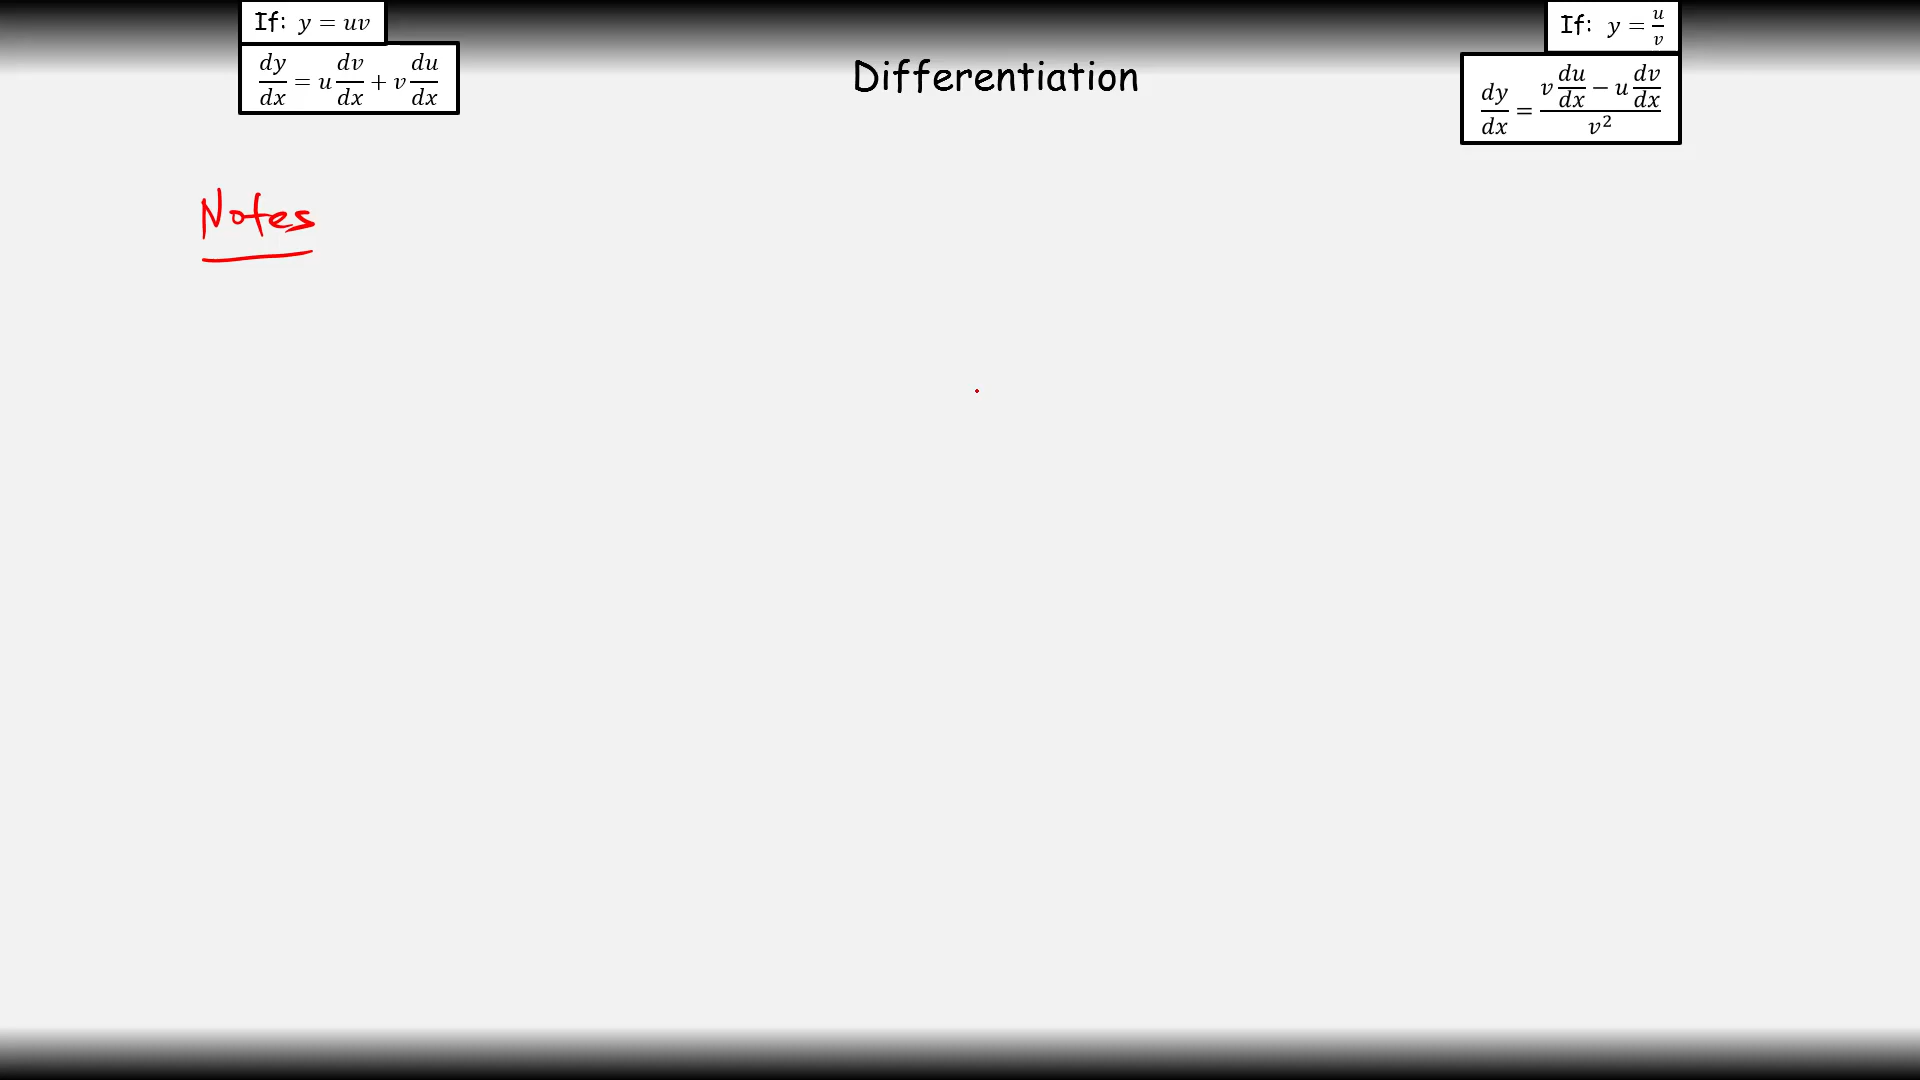 If: y = uv
dy/dx = u dv/dx + v du/dx
Differentiation
If: y = u/v
dy/dx = (v du/dx − u dv/dx)/v²
Notes